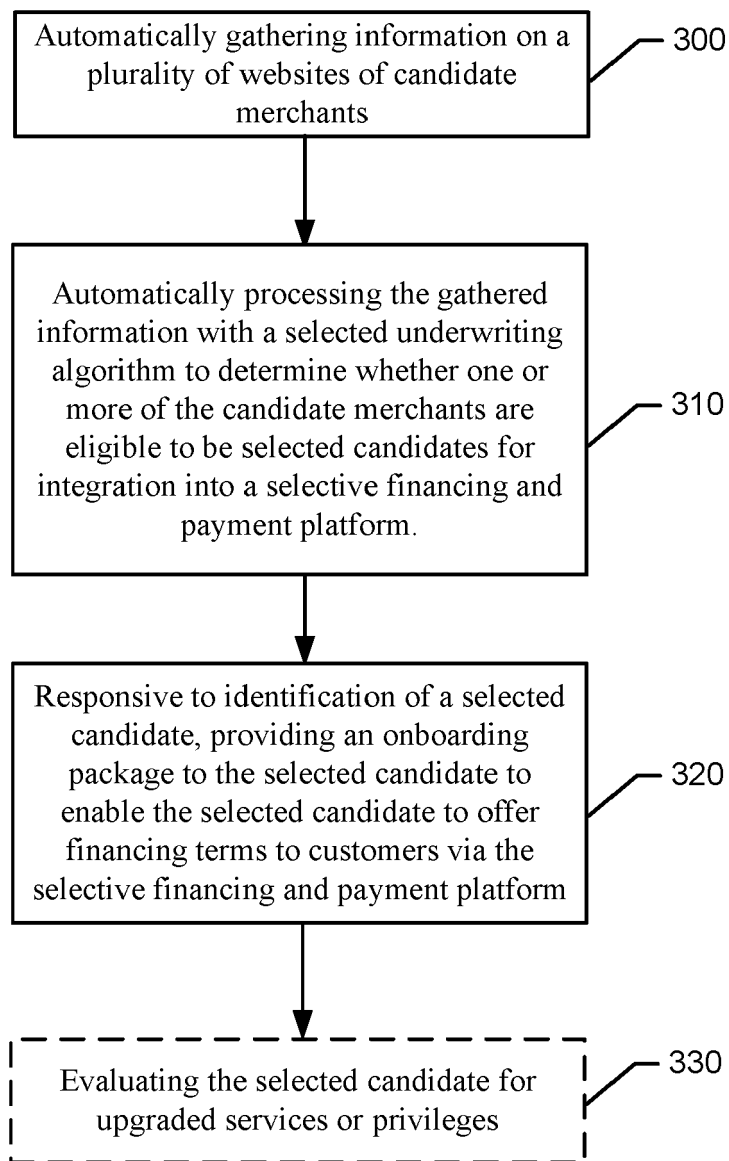 Automatically gathering information on a
plurality of websites of candidate
merchants
300
Automatically processing the gathered
information with a selected underwriting
algorithm to determine whether one or
more of the candidate merchants are
eligible to be selected candidates for
integration into a selective financing and
payment platform.
310
Responsive to identification of a selected
candidate, providing an onboarding
package to the selected candidate to
enable the selected candidate to offer
financing terms to customers via the
selective financing and payment platform
320
Evaluating the selected candidate for
upgraded services or privileges
330